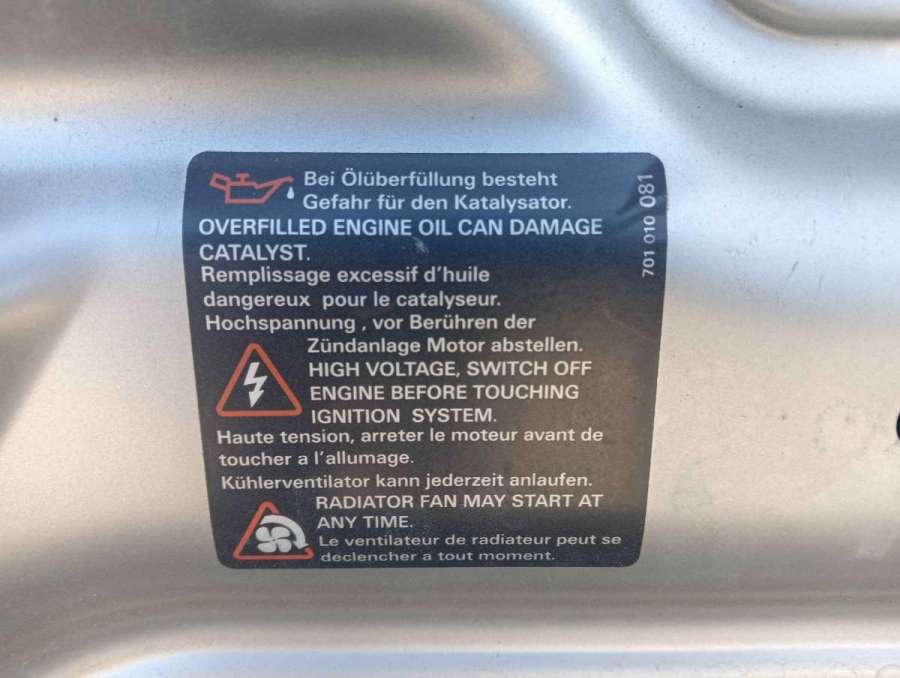 Bei Ölüberfüllung besteht
Gefahr für den Katalysator.
OVERFILLED ENGINE OIL CAN DAMAGE
CATALYST.
Remplissage excessif d'huile
dangereux pour le catalyseur.
Hochspannung , vor Berühren der
Zündanlage Motor abstellen.
HIGH VOLTAGE, SWITCH OFF
ENGINE BEFORE TOUCHING
IGNITION SYSTEM.
Haute tension, arreter le moteur avant de
toucher a l'allumage.
Kühlerventilator kann jederzeit anlaufen.
RADIATOR FAN MAY START AT
ANY TIME.
Le ventilateur de radiateur peut se
declencher a tout moment.
701 010 081